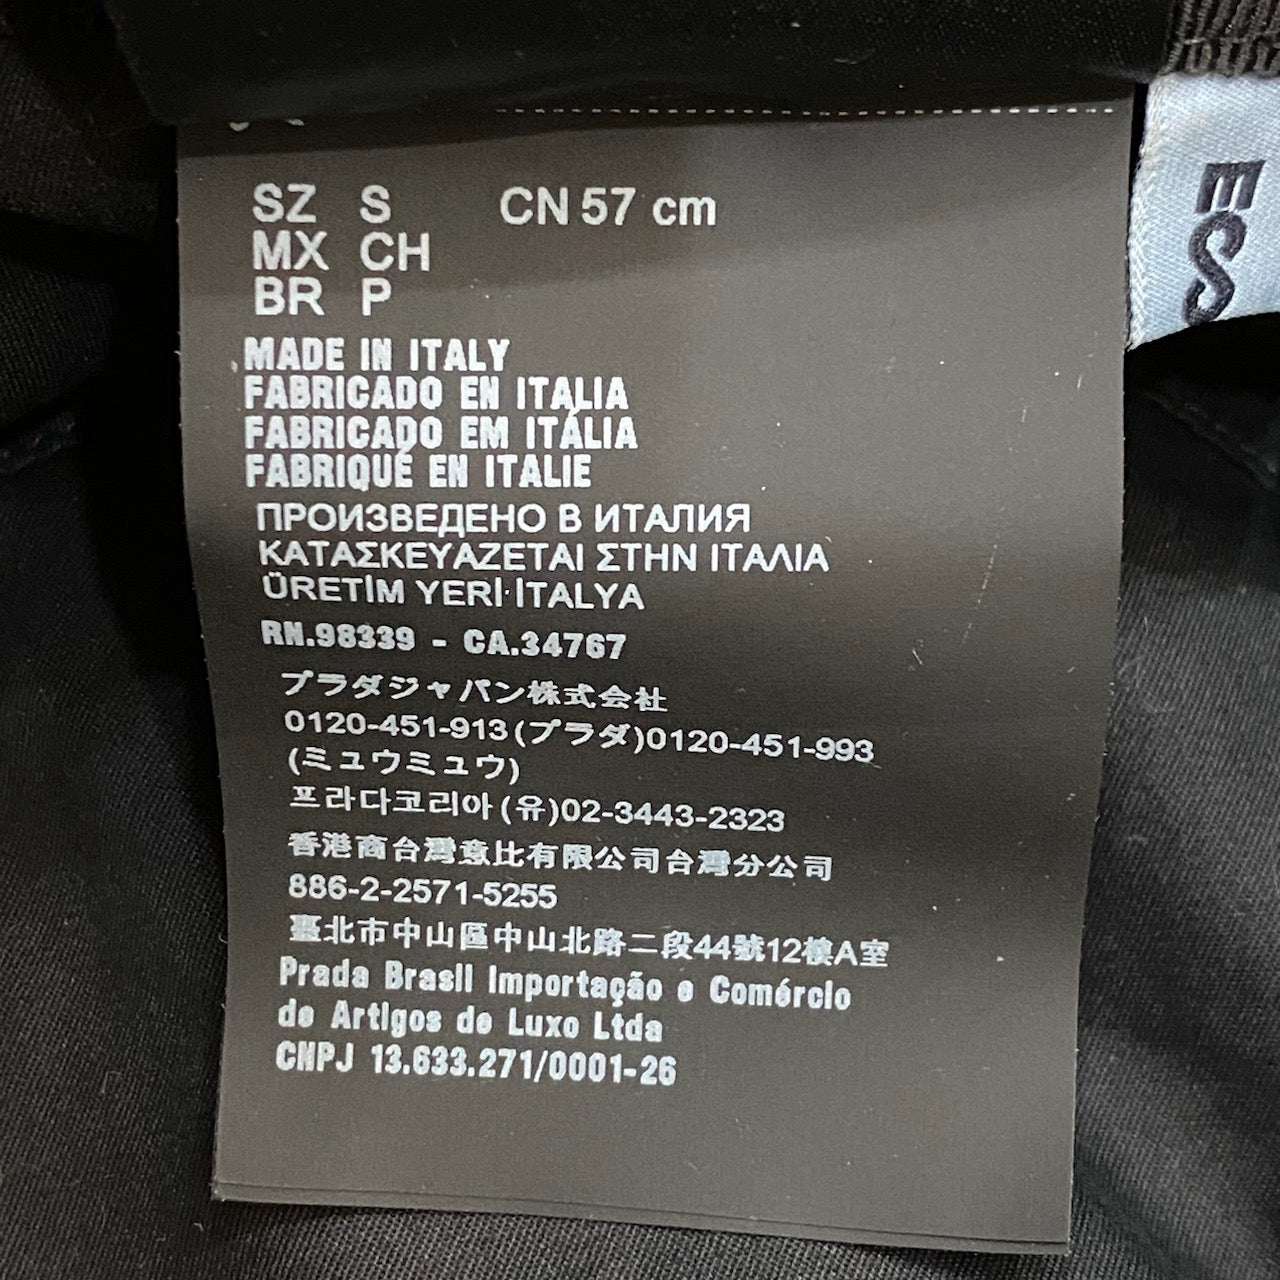 SZ S CN 57 cm
MX CH
BR P
MADE IN ITALY
FABRICADO EN ITALIA
FABRICADO EM ITÁLIA
FABRIQUÉ EN ITALIE
ПРОИЗВЕДЕНО В ИТАЛИЯ
ΚΑΤΑΣΚΕΥΑΖΕΤΑΙ ΣΤΗΝ ΙΤΑΛΙΑ
ÜRETİM YERİ·İTALYA
RN.98339 - CA.34767
プラダジャパン株式会社
0120-451-913(プラダ)0120-451-993
(ミュウミュウ)
프라다코리아(유)02-3443-2323
香港商台灣意比有限公司台灣分公司
886-2-2571-5255
臺北市中山區中山北路二段44號12樓A室
Prada Brasil Importação e Comércio
de Artigos de Luxo Ltda
CNPJ 13.633.271/0001-26
ES